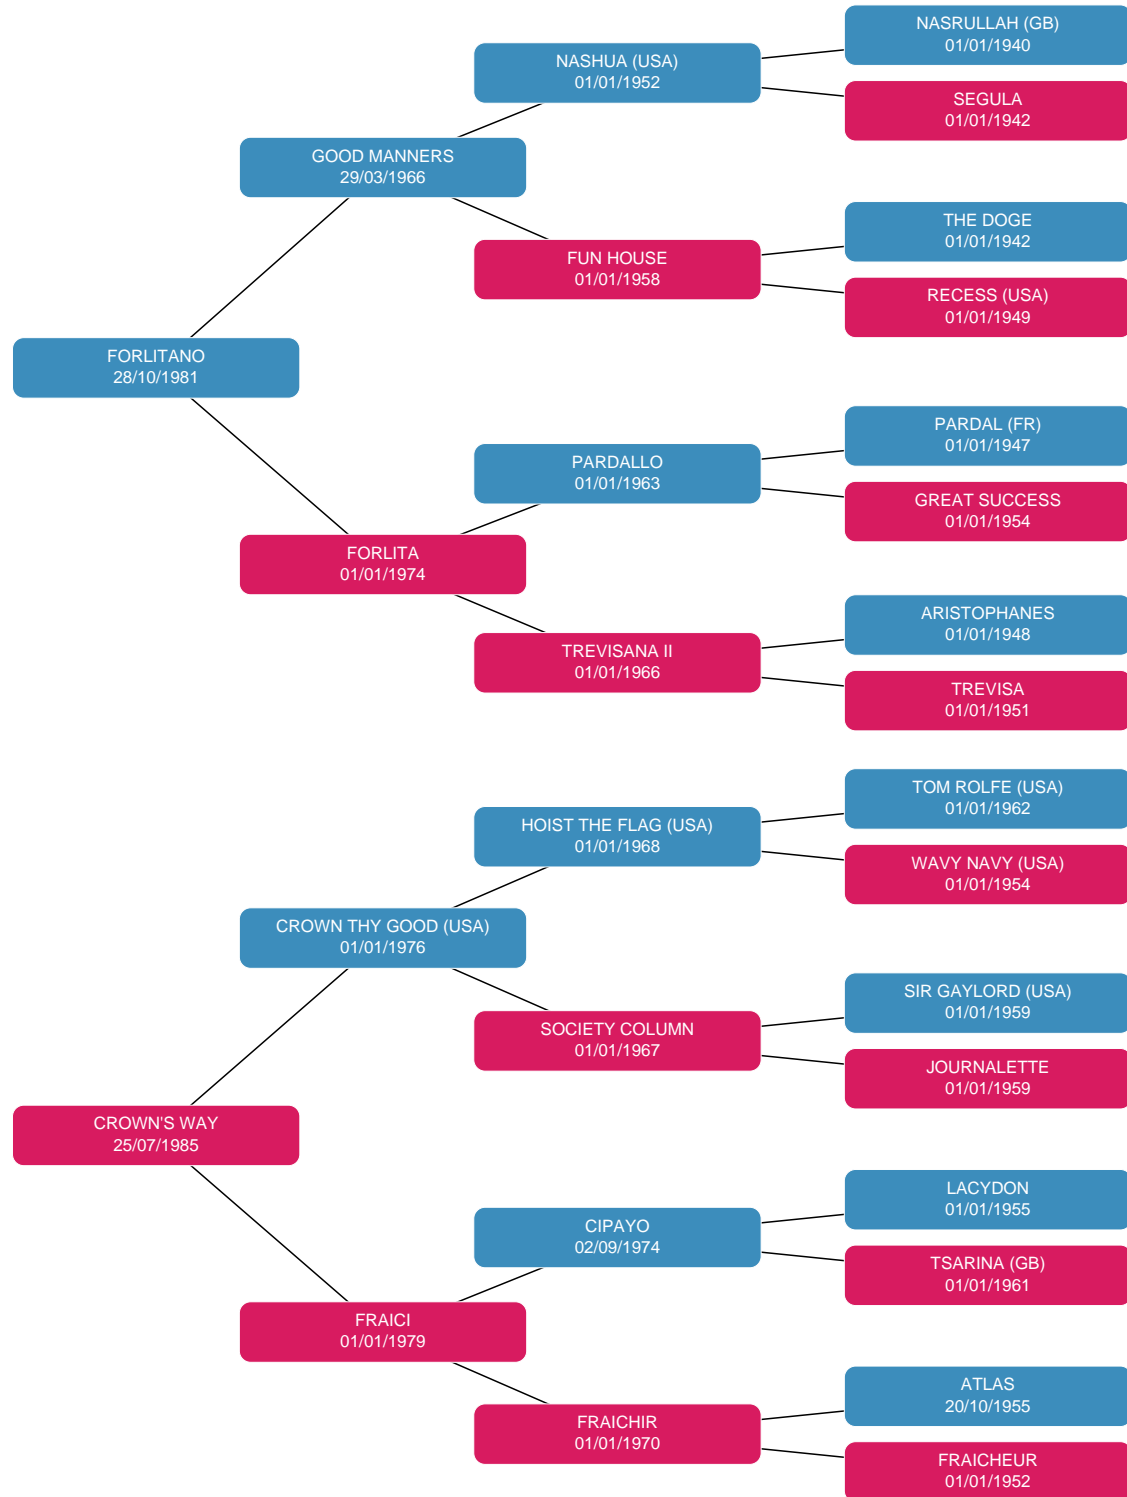 NASRULLAH (GB)
01/01/1940
NASHUA (USA)
01/01/1952
SEGULA
01/01/1942
GOOD MANNERS
29/03/1966
THE DOGE
01/01/1942
FUN HOUSE
01/01/1958
RECESS (USA)
01/01/1949
FORLITANO
28/10/1981
PARDAL (FR)
01/01/1947
PARDALLO
01/01/1963
GREAT SUCCESS
01/01/1954
FORLITA
01/01/1974
ARISTOPHANES
01/01/1948
TREVISANA II
01/01/1966
TREVISA
01/01/1951
TOM ROLFE (USA)
01/01/1962
HOIST THE FLAG (USA)
01/01/1968
WAVY NAVY (USA)
01/01/1954
CROWN THY GOOD (USA)
01/01/1976
SIR GAYLORD (USA)
01/01/1959
SOCIETY COLUMN
01/01/1967
JOURNALETTE
01/01/1959
CROWN'S WAY
25/07/1985
LACYDON
01/01/1955
CIPAYO
02/09/1974
TSARINA (GB)
01/01/1961
FRAICI
01/01/1979
ATLAS
20/10/1955
FRAICHIR
01/01/1970
FRAICHEUR
01/01/1952